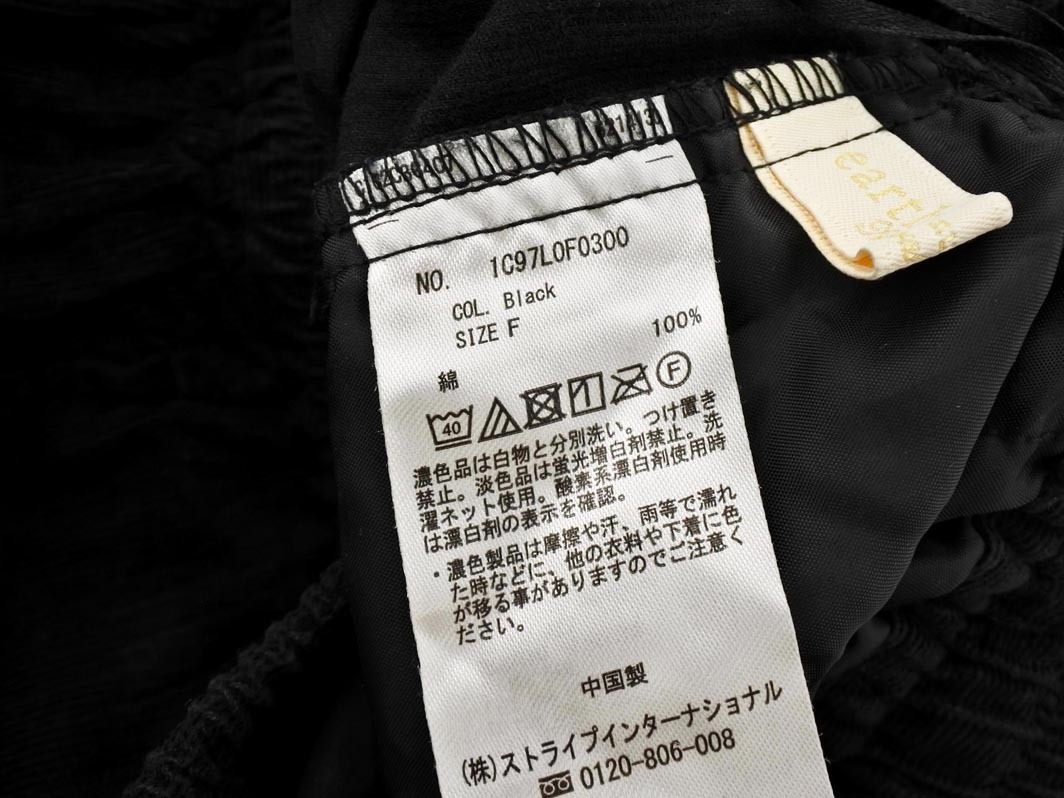 NO. 1C97L0F0300
COL. Black
SIZE F
100%
綿
40
F
濃色品は白物と分別洗い。つけ置き
禁止。淡色品は蛍光増白剤禁止。洗
濯ネット使用。酸素系漂白剤使用時
は漂白剤の表示を確認。
・濃色製品は摩擦や汗、雨等で濡れ
た時などに、他の衣料や下着に色
が移る事がありますのでご注意く
ださい。
中国製
(株)ストライプインターナショナル
0120-806-008